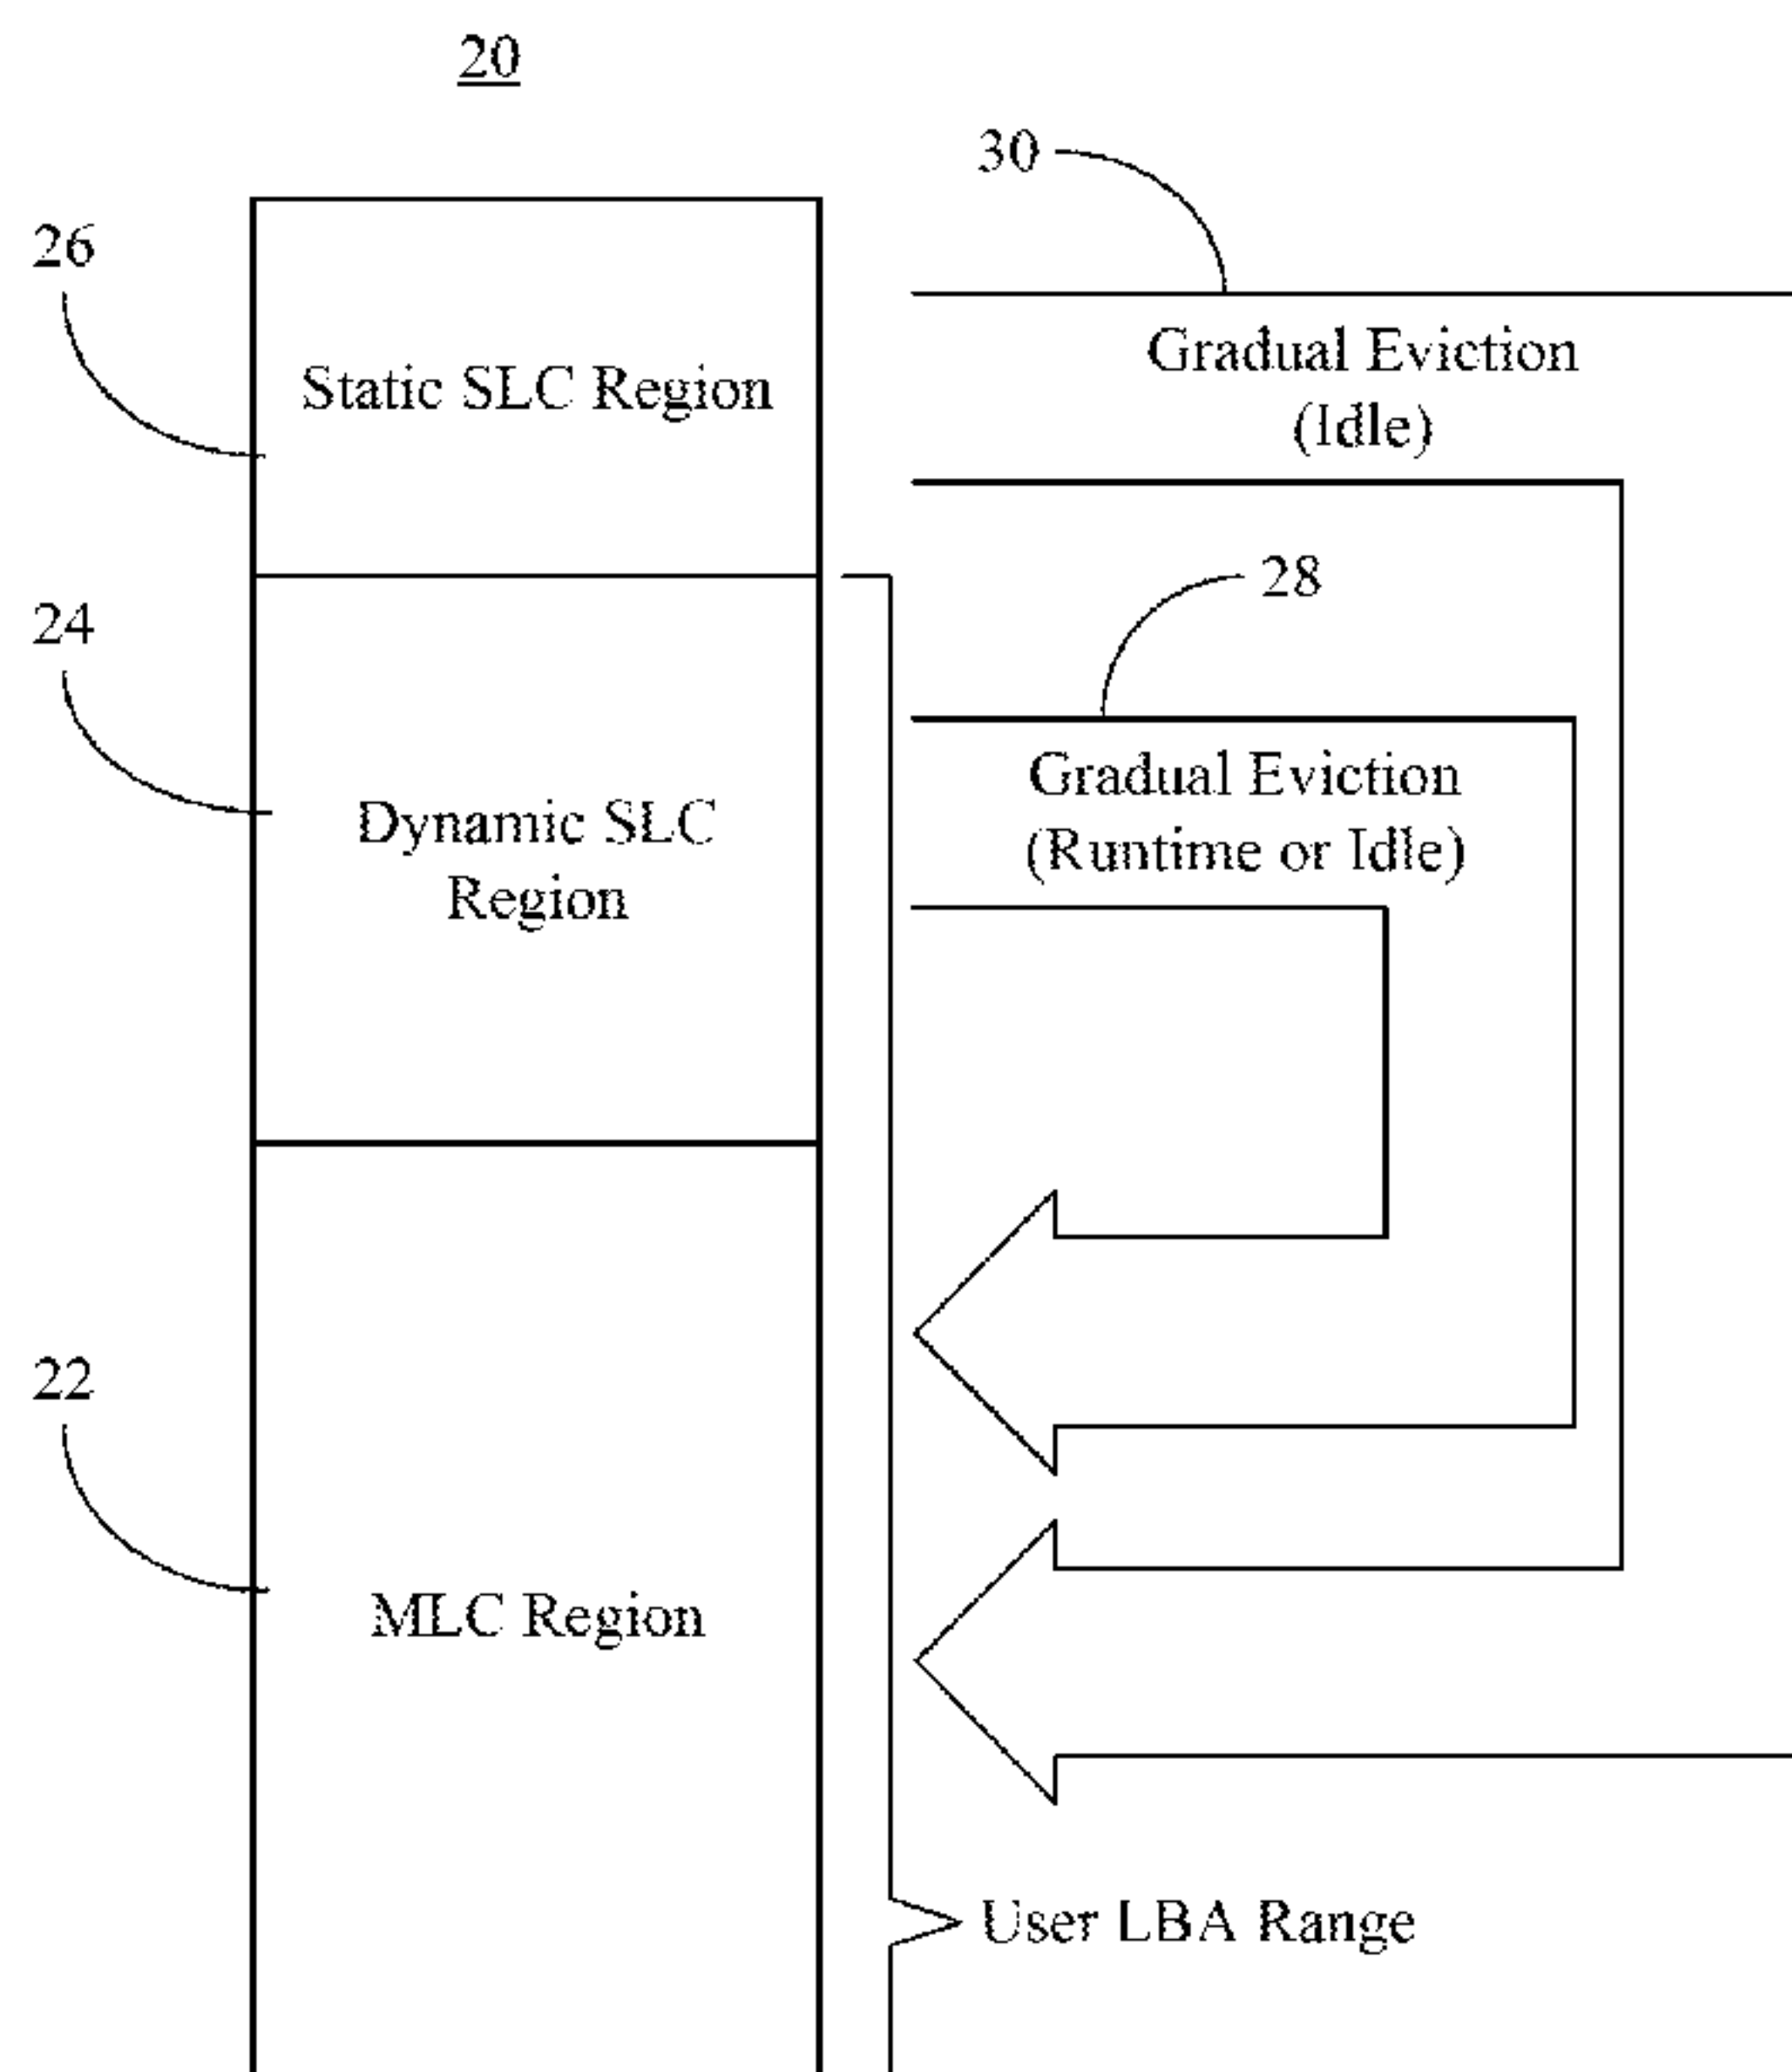 20
30
26
Gradual Eviction
(Idle)
Static SLC Region
28
24
Gradual Eviction
(Runtime or Idle)
Dynamic SLC
Region
22
MLC Region
User LBA Range